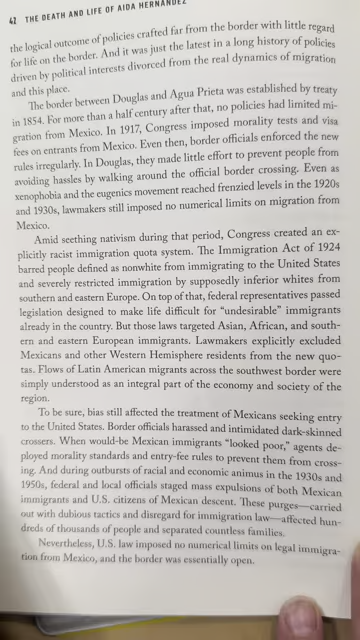 42 THE DEATH AND LIFE OF AIDA HERNANDEZ
the logical outcome of policies crafted far from the border with little regard
for life on the border. And it was just the latest in a long history of policies
driven by political interests divorced from the real dynamics of migration
and this place.
The border between Douglas and Agua Prieta was established by treaty
in 1854. For more than a half century after that, no policies had limited mi-
gration from Mexico. In 1917, Congress imposed morality tests and visa
fees on entrants from Mexico. Even then, border officials enforced the new
rules irregularly. In Douglas, they made little effort to prevent people from
avoiding hassles by walking around the official border crossing. Even as
xenophobia and the eugenics movement reached frenzied levels in the 1920s
and 1930s, lawmakers still imposed no numerical limits on migration from
Mexico.
Amid seething nativism during that period, Congress created an ex-
plicitly racist immigration quota system. The Immigration Act of 1924
barred people defined as nonwhite from immigrating to the United States
and severely restricted immigration by supposedly inferior whites from
southern and eastern Europe. On top of that, federal representatives passed
legislation designed to make life difficult for “undesirable” immigrants
already in the country. But those laws targeted Asian, African, and south-
ern and eastern European immigrants. Lawmakers explicitly excluded
Mexicans and other Western Hemisphere residents from the new quo-
tas. Flows of Latin American migrants across the southwest border were
simply understood as an integral part of the economy and society of the
region.
To be sure, bias still affected the treatment of Mexicans seeking entry
to the United States. Border officials harassed and intimidated dark-skinned
crossers. When would-be Mexican immigrants “looked poor,” agents de-
ployed morality standards and entry-fee rules to prevent them from cross-
ing. And during outbursts of racial and economic animus in the 1930s and
1950s, federal and local officials staged mass expulsions of both Mexican
immigrants and U.S. citizens of Mexican descent. These purges—carried
out with dubious tactics and disregard for immigration law—affected hun-
dreds of thousands of people and separated countless families.
Nevertheless, U.S. law imposed no numerical limits on legal immigra-
tion from Mexico, and the border was essentially open.